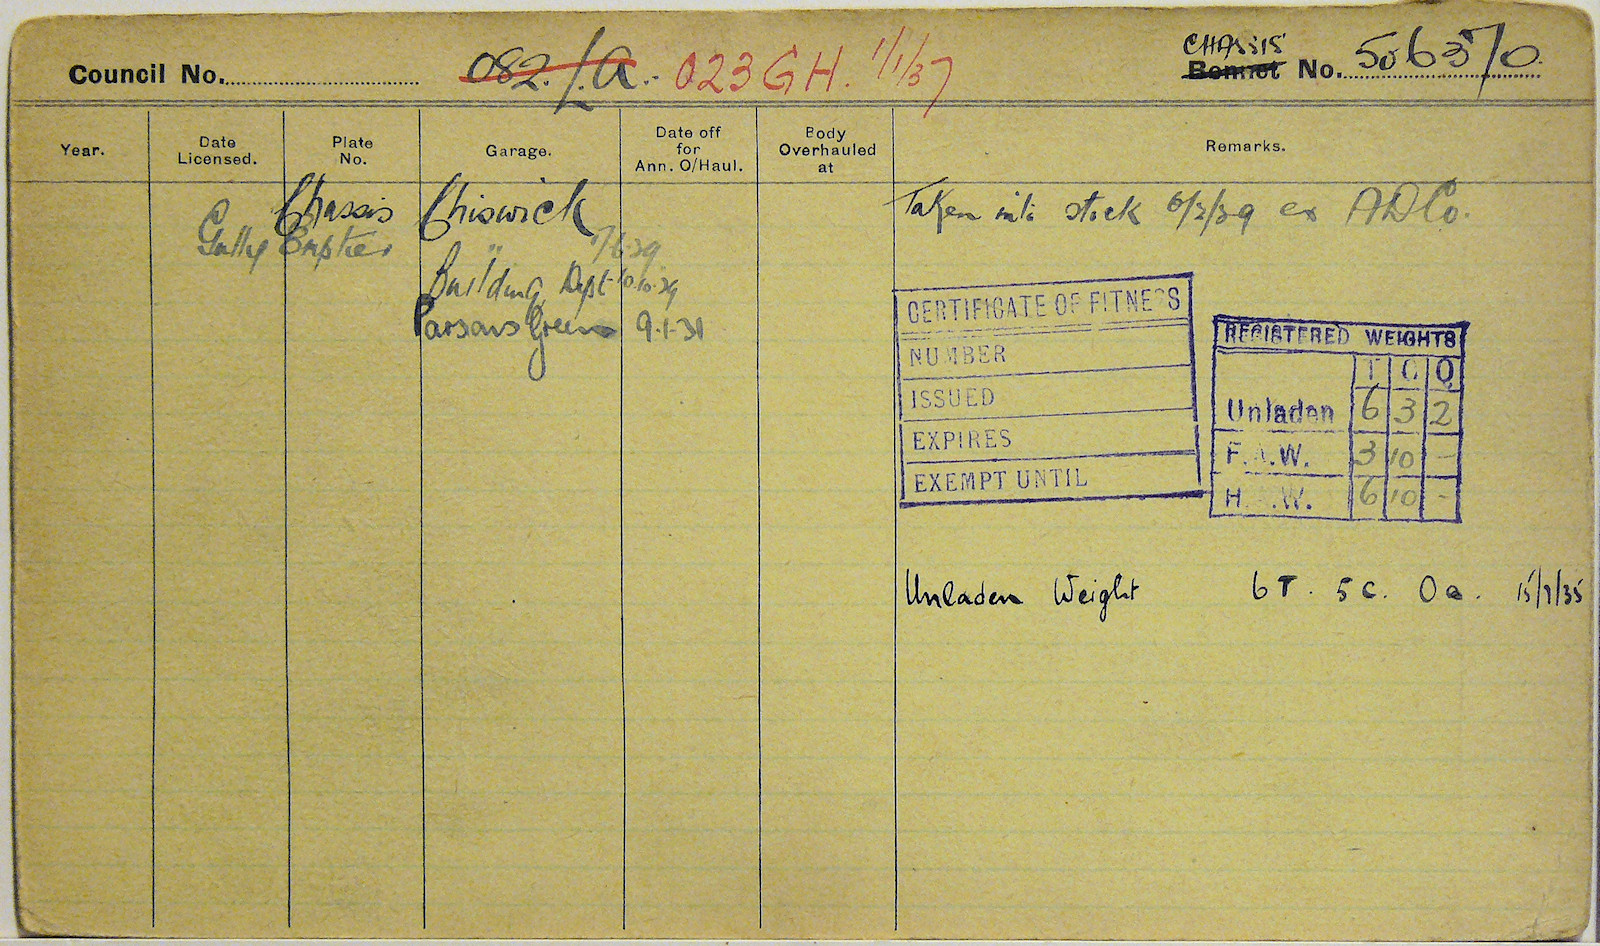 Council No. 082./.A. 023GH. 1/1/37 CHASSIS Bonnet No. 506370
Year. Date Licensed. Plate No. Garage. Date off for Ann. O/Haul. Body Overhauled at Remarks.
Chassis Chiswick Taken into stock 6/2/29 ex ADCo.
Gully Emptier " 7/6.29
Building Dept 10.10.29
Parsons Green 9.1.31
CERTIFICATE OF FITNESS
NUMBER
ISSUED
EXPIRES
EXEMPT UNTIL
REGISTERED WEIGHTS
T C Q
Unladen 6 3 2
F.A.W. 3 10 -
H.A.W. 6 10 -
Unladen Weight 6T. 5C. 0Q. 15/7/35